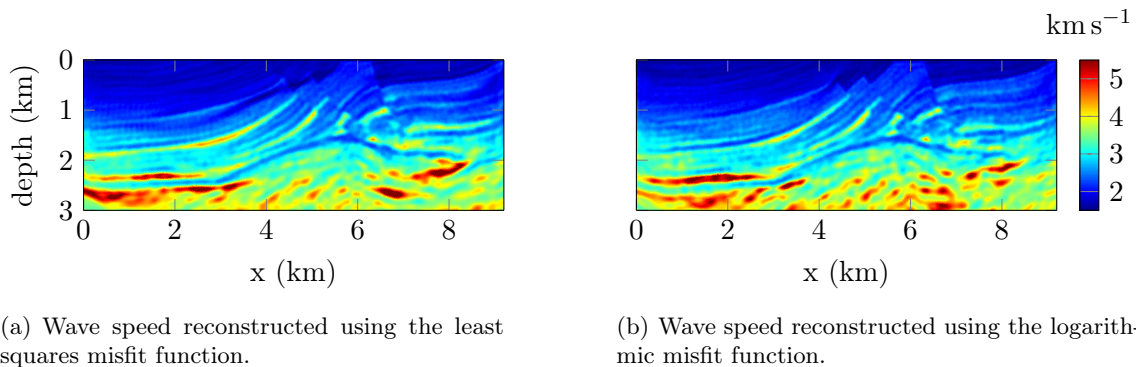 km s⁻¹
0
1
2
3
depth (km)
0 2 4 6 8
x (km)
0 2 4 6 8
x (km)
5
4
3
2
(a) Wave speed reconstructed using the least
squares misfit function.
(b) Wave speed reconstructed using the logarith-
mic misfit function.